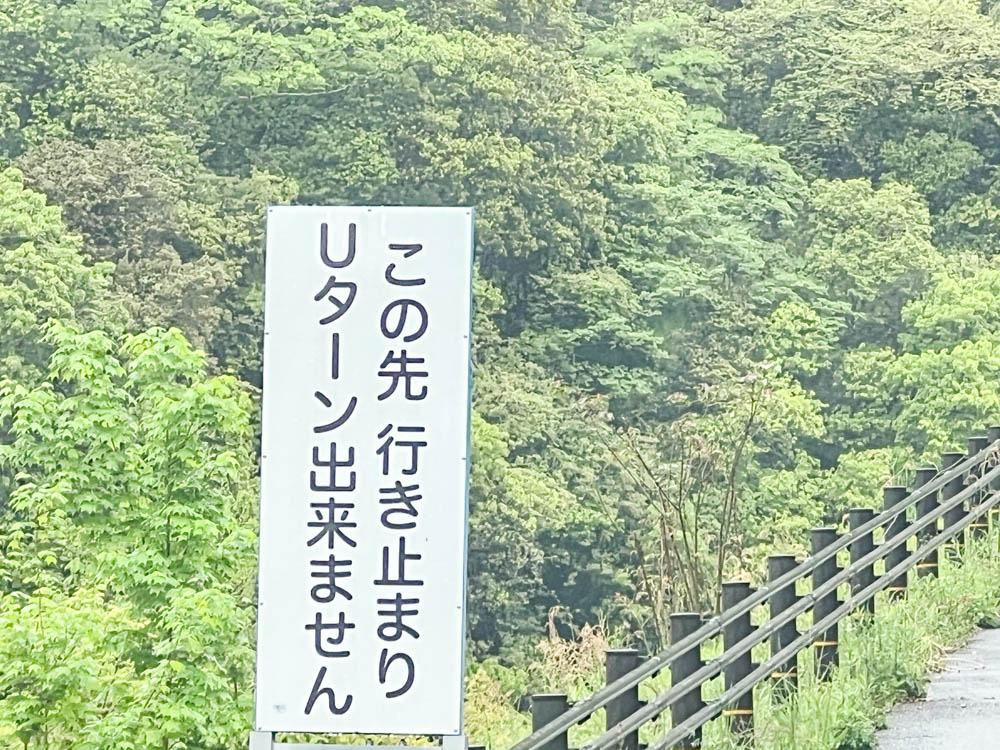 この先 行き止まり
Uターン出来ません